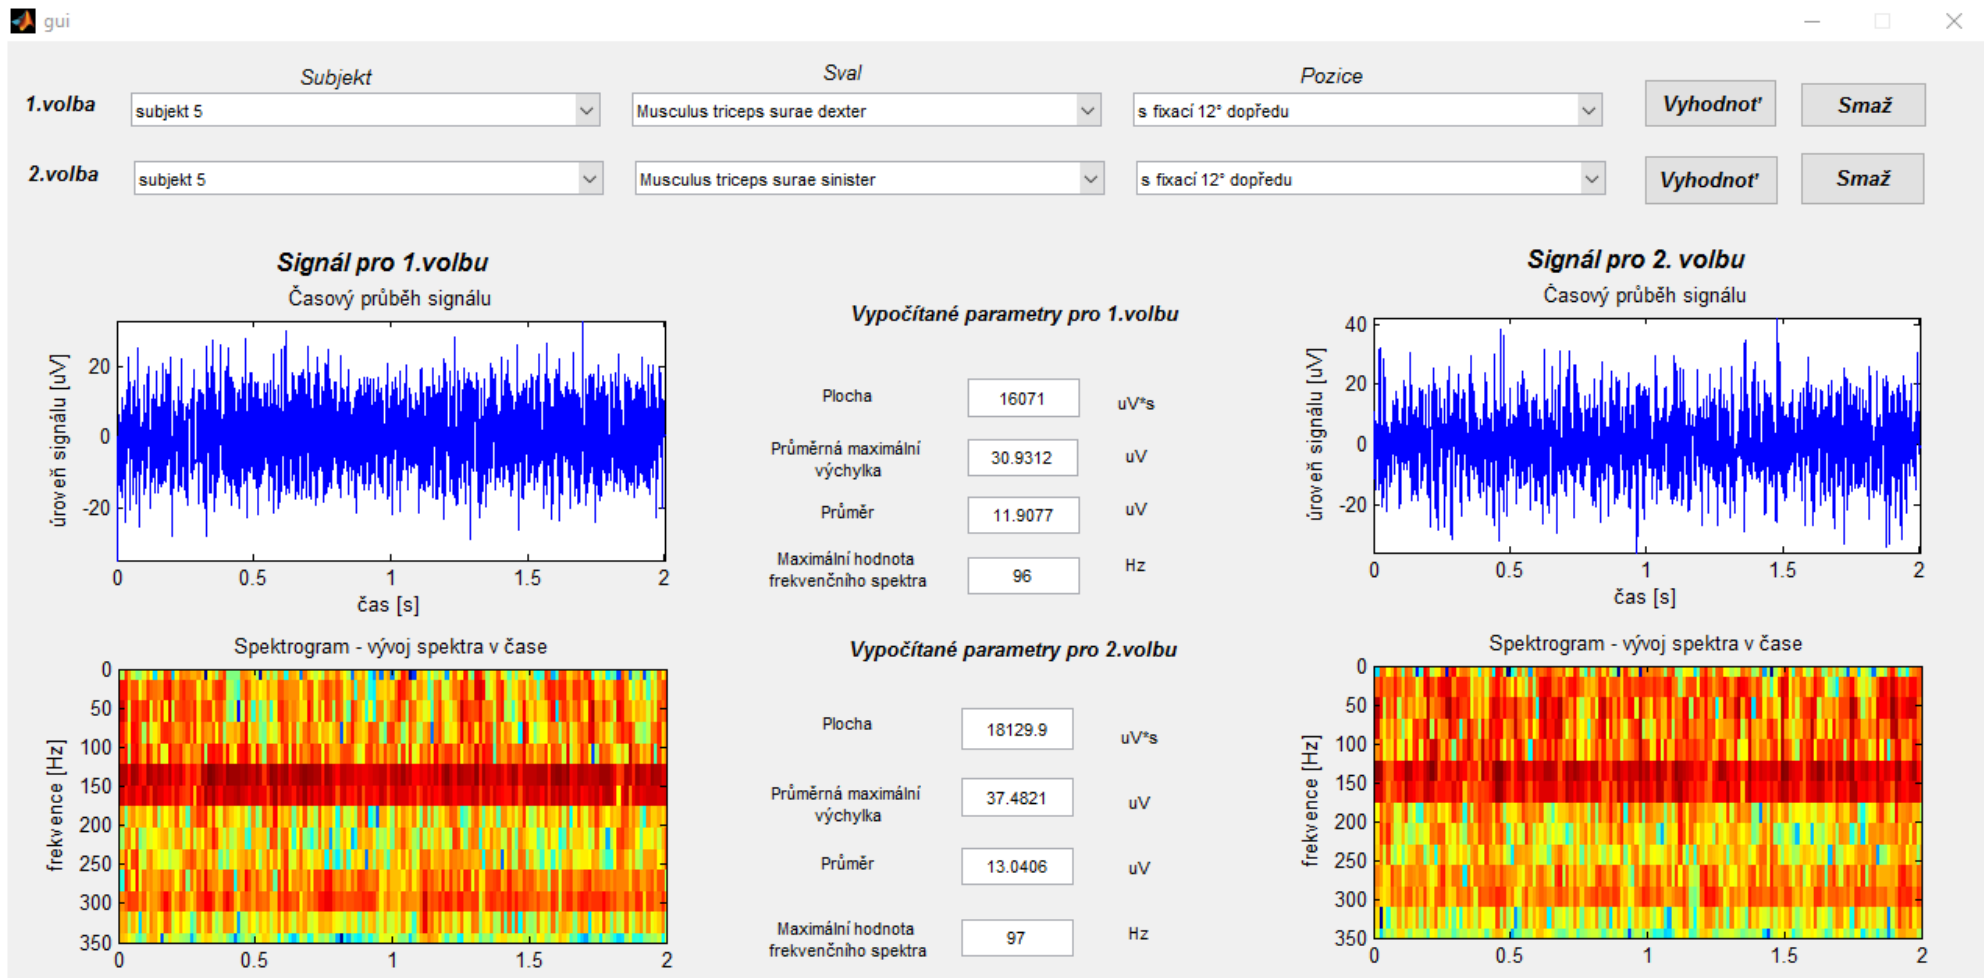 gui
Subjekt Sval Pozice
1.volba subjekt 5 Musculus triceps surae dexter s fixací 12° dopředu Vyhodnoť Smaž
2.volba subjekt 5 Musculus triceps surae sinister s fixací 12° dopředu Vyhodnoť Smaž
Signál pro 1.volbu
Časový průběh signálu
úroveň signálu [uV]
20
0
-20
0 0.5 1 1.5 2
čas [s]
Spektrogram - vývoj spektra v čase
frekvence [Hz]
0
50
100
150
200
250
300
350
0 0.5 1 1.5 2
Vypočítané parametry pro 1.volbu
Plocha 16071 uV*s
Průměrná maximální
výchylka 30.9312 uV
Průměr 11.9077 uV
Maximální hodnota
frekvenčního spektra 96 Hz
Vypočítané parametry pro 2.volbu
Plocha 18129.9 uV*s
Průměrná maximální
výchylka 37.4821 uV
Průměr 13.0406 uV
Maximální hodnota
frekvenčního spektra 97 Hz
Signál pro 2. volbu
Časový průběh signálu
úroveň signálu [uV]
40
20
0
-20
0 0.5 1 1.5 2
čas [s]
Spektrogram - vývoj spektra v čase
frekvence [Hz]
0
50
100
150
200
250
300
350
0 0.5 1 1.5 2